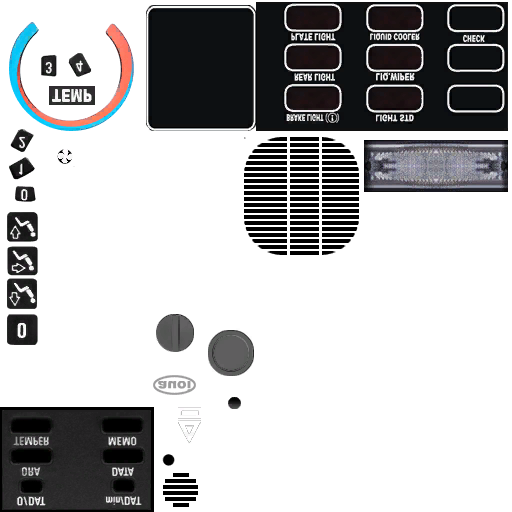 PLATE LIGHT
LIQUID COOLER
CHECK
3
4
TEMP
REAR LIGHT
LIQ.WIPER
BRAKE LIGHT (!)
LIGHT STD
2
1
0
0
TEMPER
MEMO
ORA
DATA
O/DAT
min/DAT